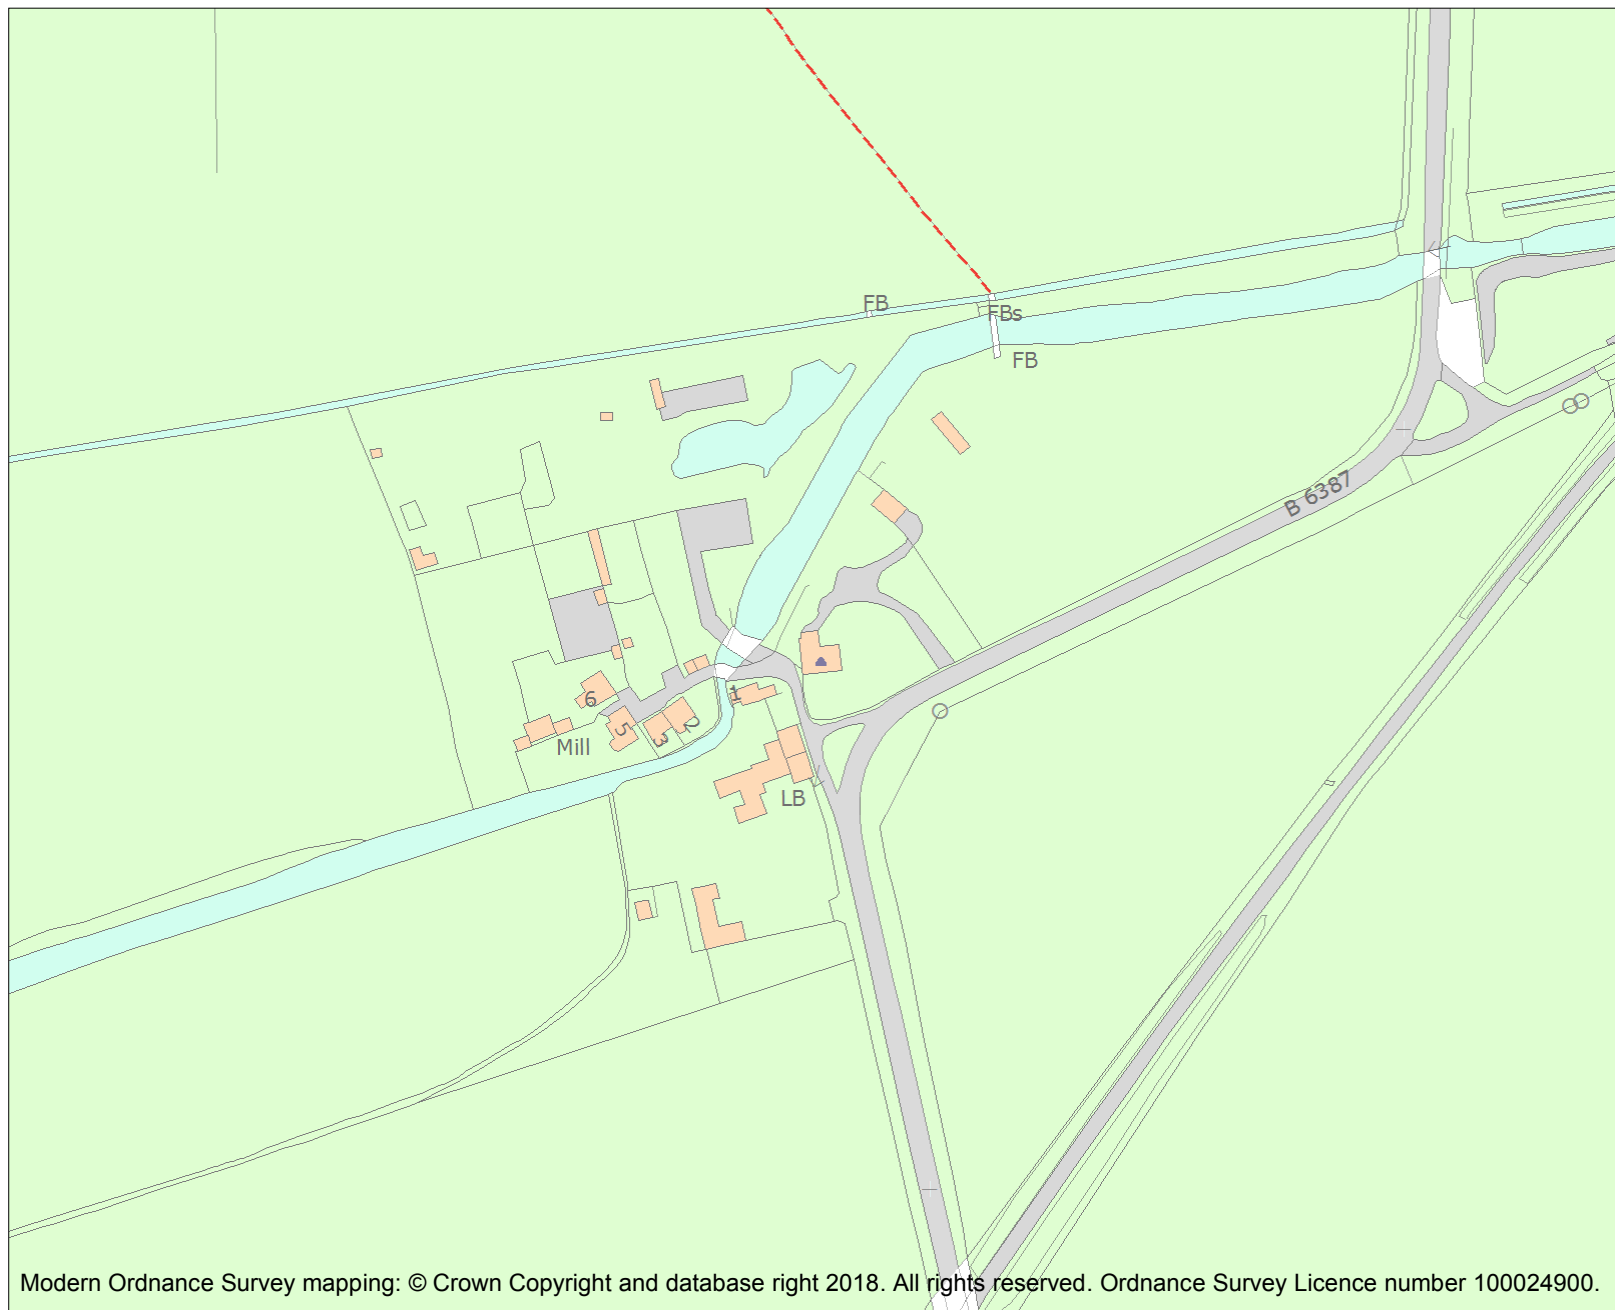 FB
FBs
FB
B 6387
6
1
2
5
3
Mill
LB
Modern Ordnance Survey mapping: © Crown Copyright and database right 2018. All rights reserved. Ordnance Survey Licence number 100024900.